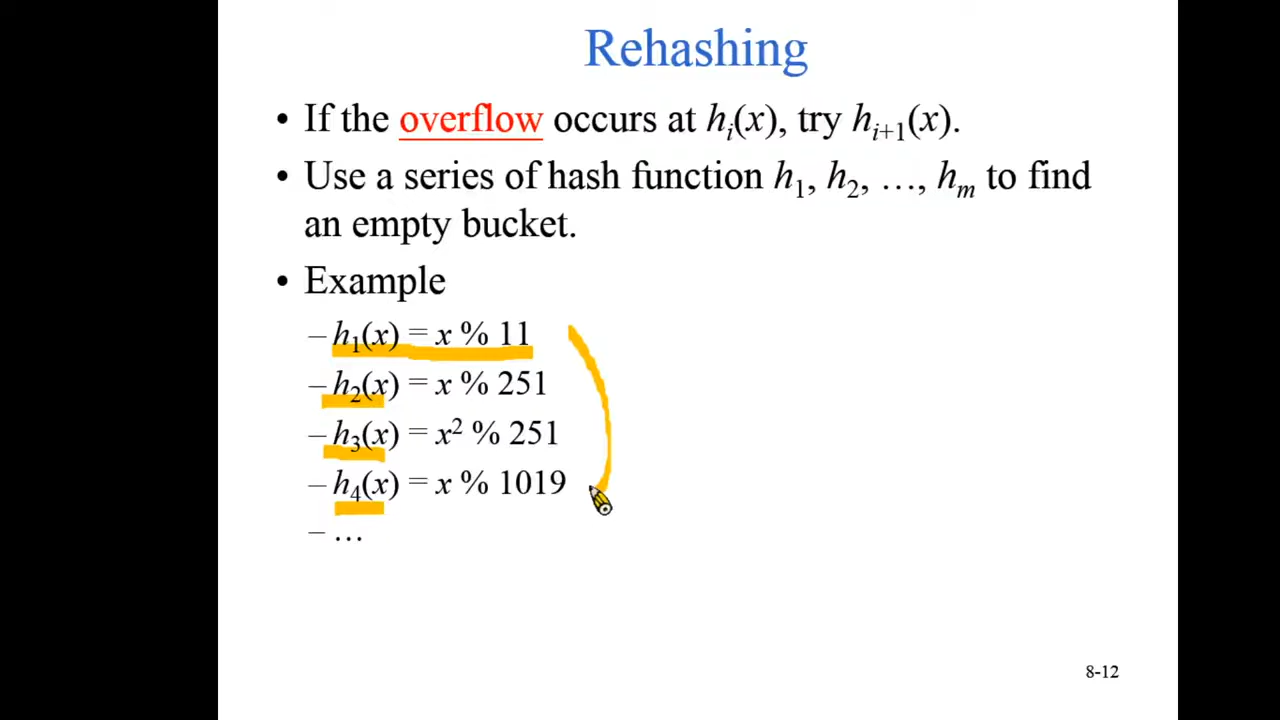 Rehashing
• If the overflow occurs at hᵢ(x), try hᵢ₊₁(x).
• Use a series of hash function h₁, h₂, …, hₘ to find
an empty bucket.
• Example
– h₁(x) = x % 11
– h₂(x) = x % 251
– h₃(x) = x² % 251
– h₄(x) = x % 1019
– …
8-12